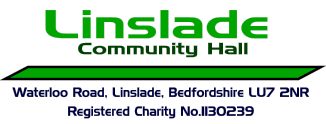 Linslade
Community Hall
Waterloo Road, Linslade, Bedfordshire LU7 2NR
Registered Charity No.1130239